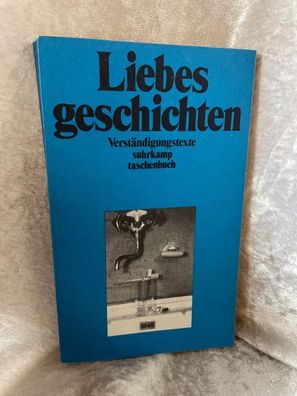 Liebes
geschichten
Verständigungstexte
suhrkamp
taschenbuch